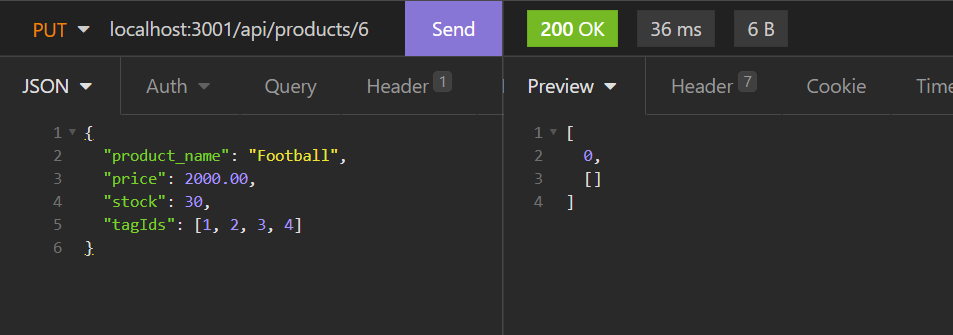 PUT localhost:3001/api/products/6 Send 200 OK 36 ms 6 B
JSON Auth Query Header 1 Preview Header 7 Cookie Time
1 {
2 "product_name": "Football",
3 "price": 2000.00,
4 "stock": 30,
5 "tagIds": [1, 2, 3, 4]
6 }
1 [
2 0,
3 []
4 ]